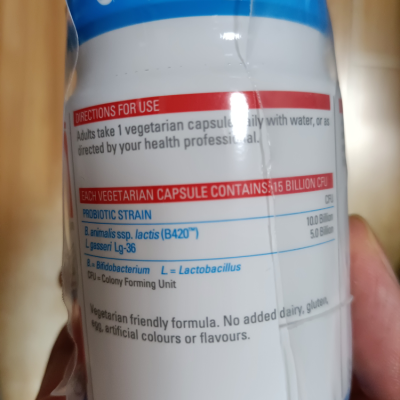 DIRECTIONS FOR USE
Adults take 1 vegetarian capsule daily with water, or as
directed by your health professional.
EACH VEGETARIAN CAPSULE CONTAINS: 15 BILLION CFU
PROBIOTIC STRAIN CFU
B. animalis ssp. lactis (B420™) 10.0 Billion
L. gasseri Lg-36 5.0 Billion
B. = Bifidobacterium L. = Lactobacillus
CFU = Colony Forming Unit
Vegetarian friendly formula. No added dairy, gluten,
egg, artificial colours or flavours.